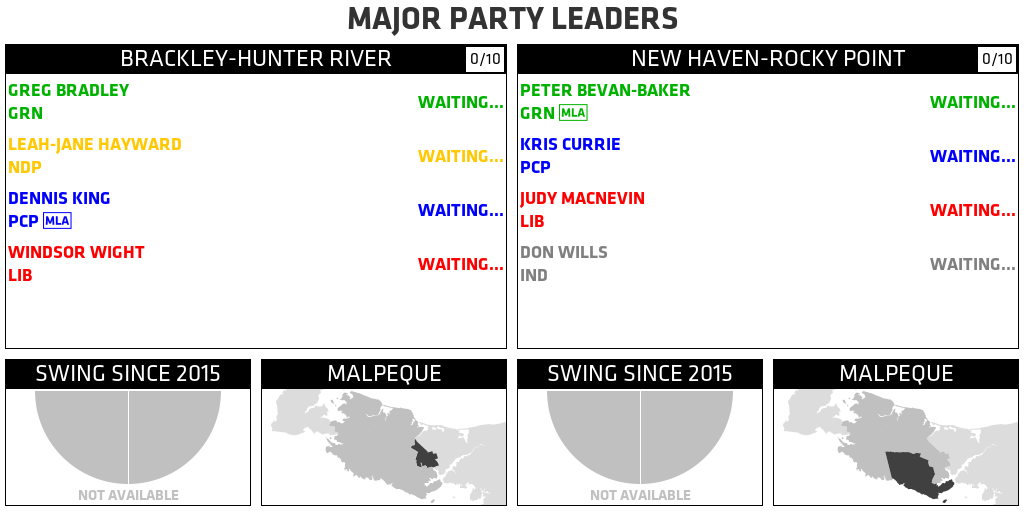 MAJOR PARTY LEADERS
BRACKLEY-HUNTER RIVER 0/10
GREG BRADLEY
GRN
WAITING...
LEAH-JANE HAYWARD
NDP
WAITING...
DENNIS KING
PCP MLA
WAITING...
WINDSOR WIGHT
LIB
WAITING...
NEW HAVEN-ROCKY POINT 0/10
PETER BEVAN-BAKER
GRN MLA
WAITING...
KRIS CURRIE
PCP
WAITING...
JUDY MACNEVIN
LIB
WAITING...
DON WILLS
IND
WAITING...
SWING SINCE 2015
NOT AVAILABLE
MALPEQUE
SWING SINCE 2015
NOT AVAILABLE
MALPEQUE